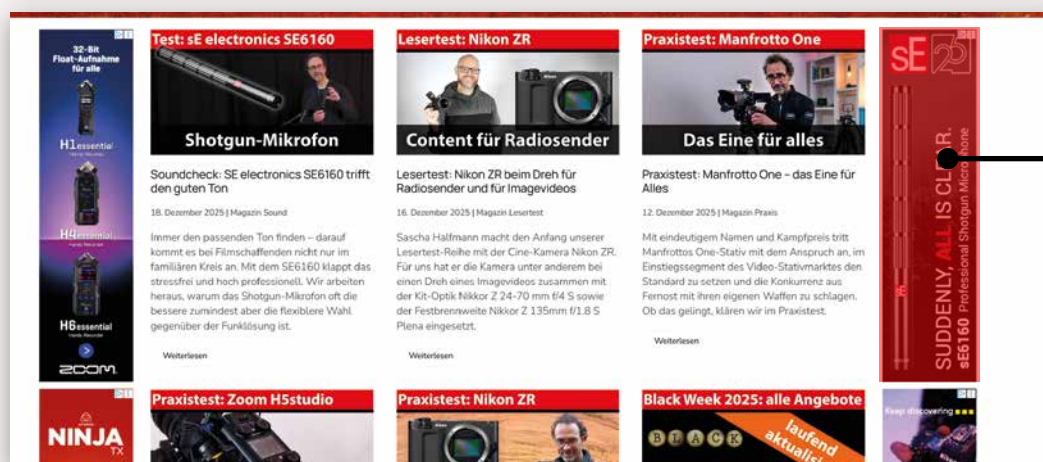 32-Bit
Float-Aufnahme
für alle
H1essential
Handy Recorder
H4essential
Handy Recorder
H6essential
Handy Recorder
ZOOM
Test: sE electronics SE6160
Shotgun-Mikrofon
Soundcheck: SE electronics SE6160 trifft
den guten Ton
18. Dezember 2025 | Magazin Sound
Immer den passenden Ton finden – darauf
kommt es bei Filmschaffenden nicht nur im
familiären Kreis an. Mit dem SE6160 klappt das
stressfrei und hoch professionell. Wir arbeiten
heraus, warum das Shotgun-Mikrofon oft die
bessere zumindest aber die flexiblere Wahl
gegenüber der Funklösung ist.
Weiterlesen
Lesertest: Nikon ZR
Content für Radiosender
Lesertest: Nikon ZR beim Dreh für
Radiosender und für Imagevideos
16. Dezember 2025 | Magazin Lesertest
Sascha Halfmann macht den Anfang unserer
Lesertest-Reihe mit der Cine-Kamera Nikon ZR.
Für uns hat er die Kamera unter anderem bei
einen Dreh eines Imagevideos zusammen mit
der Kit-Optik Nikkor Z 24-70 mm f/4 S sowie
der Festbrennweite Nikkor Z 135mm f/1.8 S
Plena eingesetzt.
Weiterlesen
Praxistest: Manfrotto One
Das Eine für alles
Praxistest: Manfrotto One – das Eine für
Alles
12. Dezember 2025 | Magazin Praxis
Mit eindeutigem Namen und Kampfpreis tritt
Manfrottos One-Stativ mit dem Anspruch an, im
Einstiegssegment des Video-Stativmarktes den
Standard zu setzen und die Konkurrenz aus
Fernost mit ihren eigenen Waffen zu schlagen.
Ob das gelingt, klären wir im Praxistest.
Weiterlesen
sE 25
SUDDENLY, ALL IS CLEAR.
sE6160 Professional Shotgun Microphone
NINJA
TX
Praxistest: Zoom H5studio
Praxistest: Nikon ZR
Black Week 2025: alle Angebote
BLACK
laufend
Keep discovering